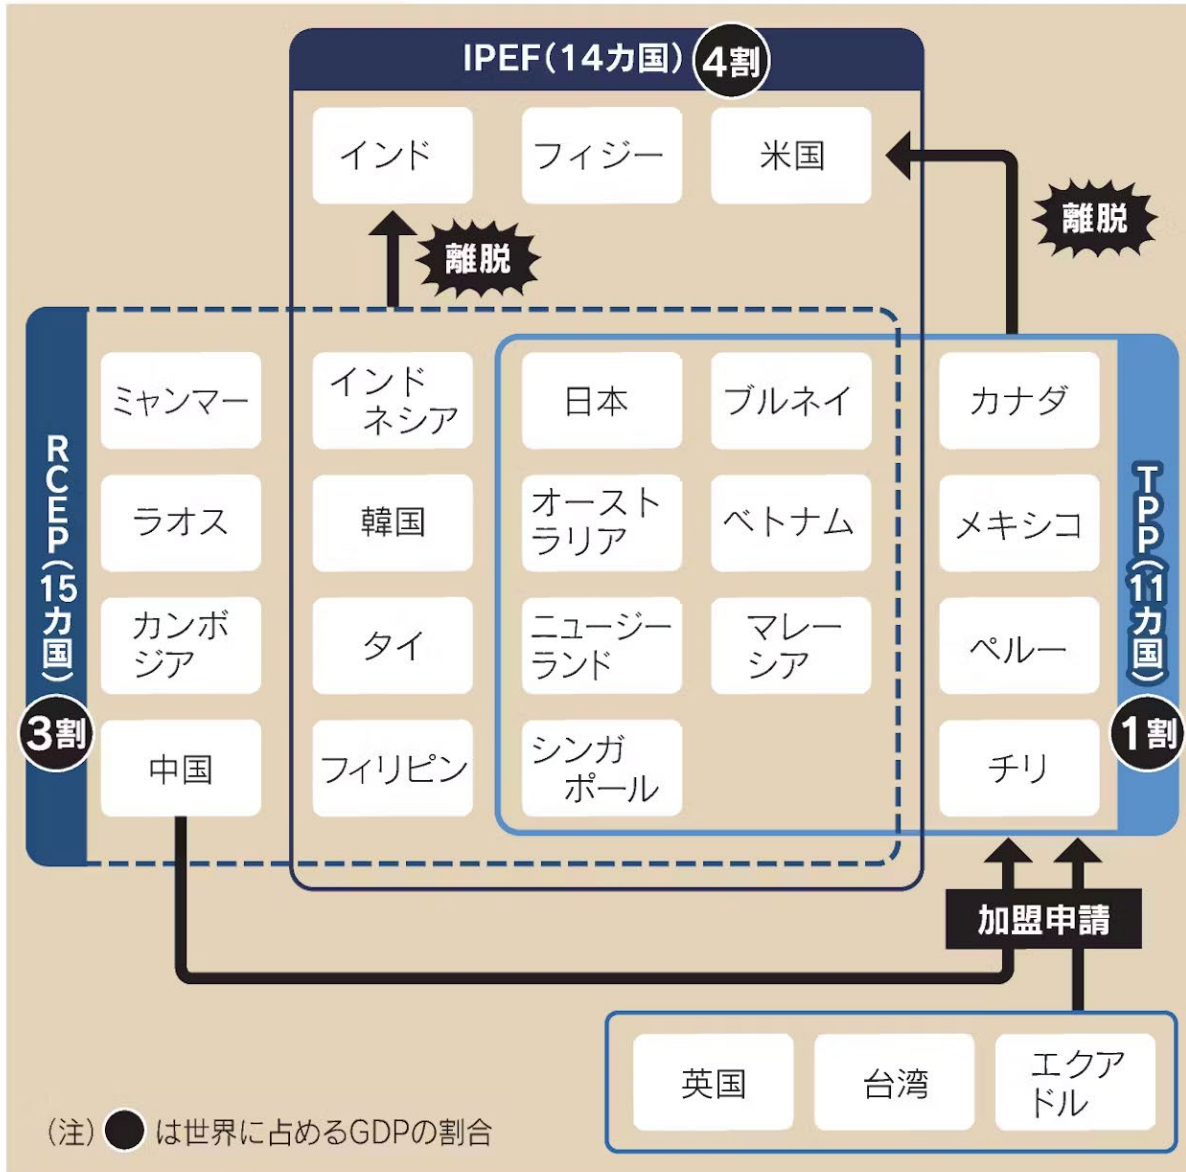 IPEF(14カ国) 4割
インド
フィジー
米国
離脱
離脱
RCEP(15カ国)
3割
ミャンマー
インド
ネシア
日本
ブルネイ
カナダ
ラオス
韓国
オースト
ラリア
ベトナム
メキシコ
カンボ
ジア
タイ
ニュージー
ランド
マレー
シア
ペルー
中国
フィリピン
シンガ
ポール
チリ
TPP(11カ国)
1割
加盟申請
英国
台湾
エクア
ドル
(注)●は世界に占めるGDPの割合